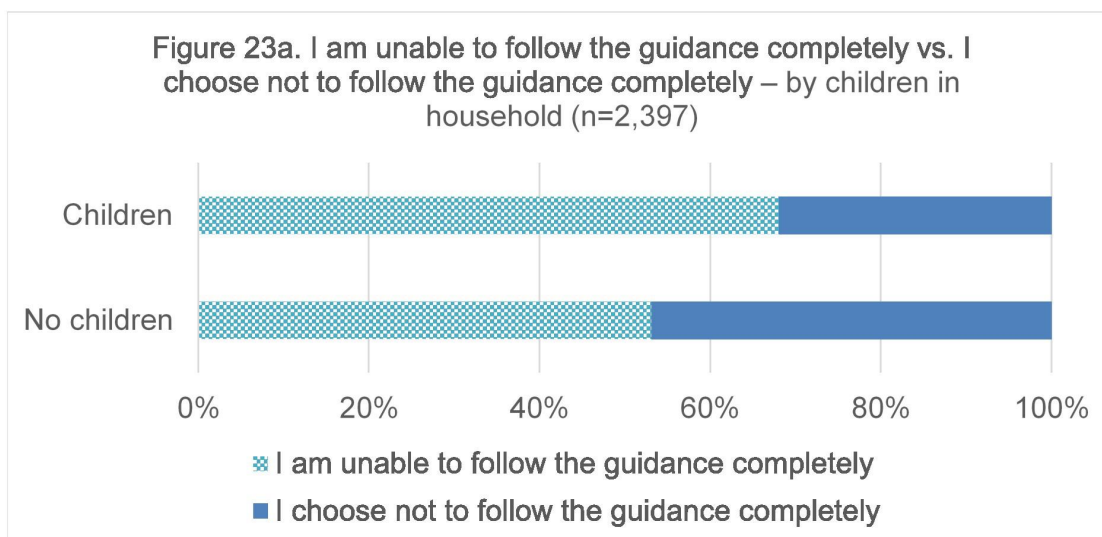 Figure 23a. I am unable to follow the guidance completely vs. I
choose not to follow the guidance completely – by children in
household (n=2,397)
Children
No children
0% 20% 40% 60% 80% 100%
I am unable to follow the guidance completely
I choose not to follow the guidance completely